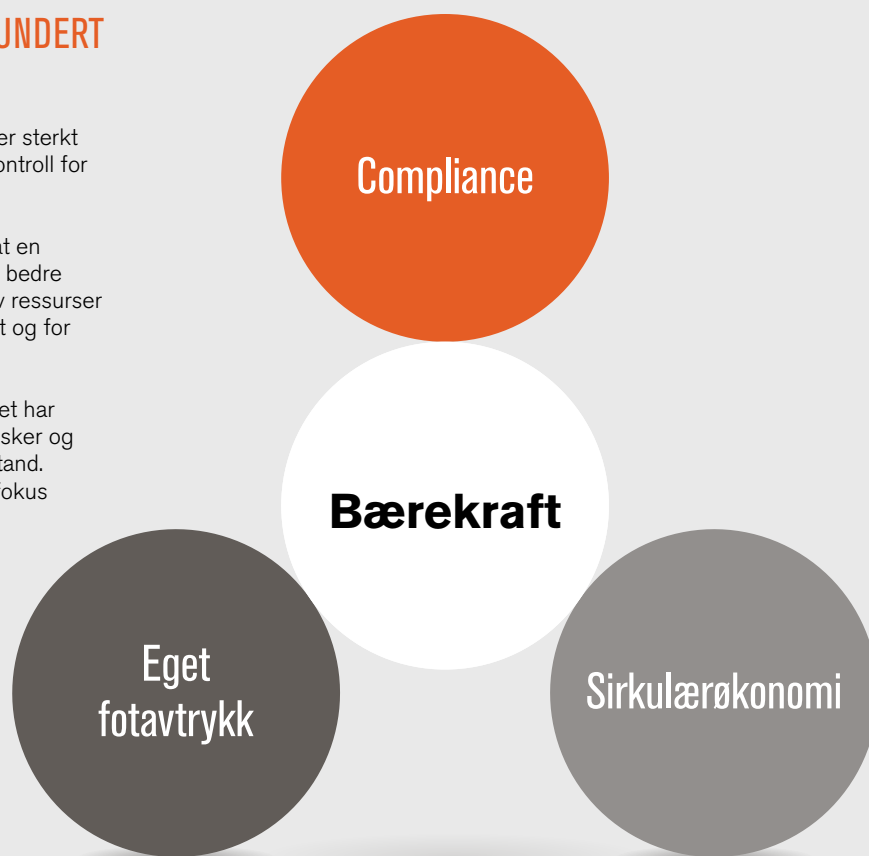 UNDERT
er sterkt
ontroll for
at en
bedre
ressurser
t og for
et har
sker og
tand.
fokus
Compliance
Bærekraft
Eget
fotavtrykk
Sirkulærøkonomi